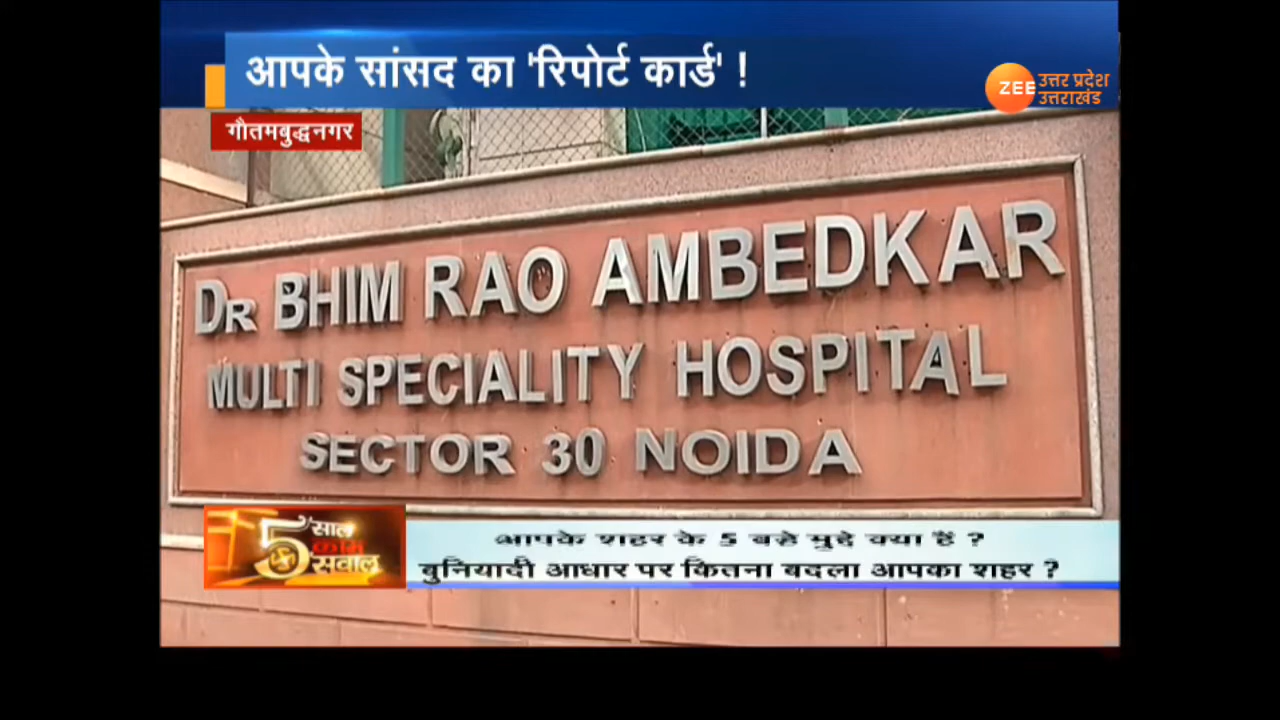 आपके सांसद का 'रिपोर्ट कार्ड' !
ZEE उत्तर प्रदेश
उत्तराखंड
गौतमबुद्धनगर
DR BHIM RAO AMBEDKAR
MULTI SPECIALITY HOSPITAL
SECTOR 30 NOIDA
5 साल
काम
सवाल
आपके शहर के 5 बड़े मुद्दे क्या हैं ?
बुनियादी आधार पर कितना बदला आपका शहर ?